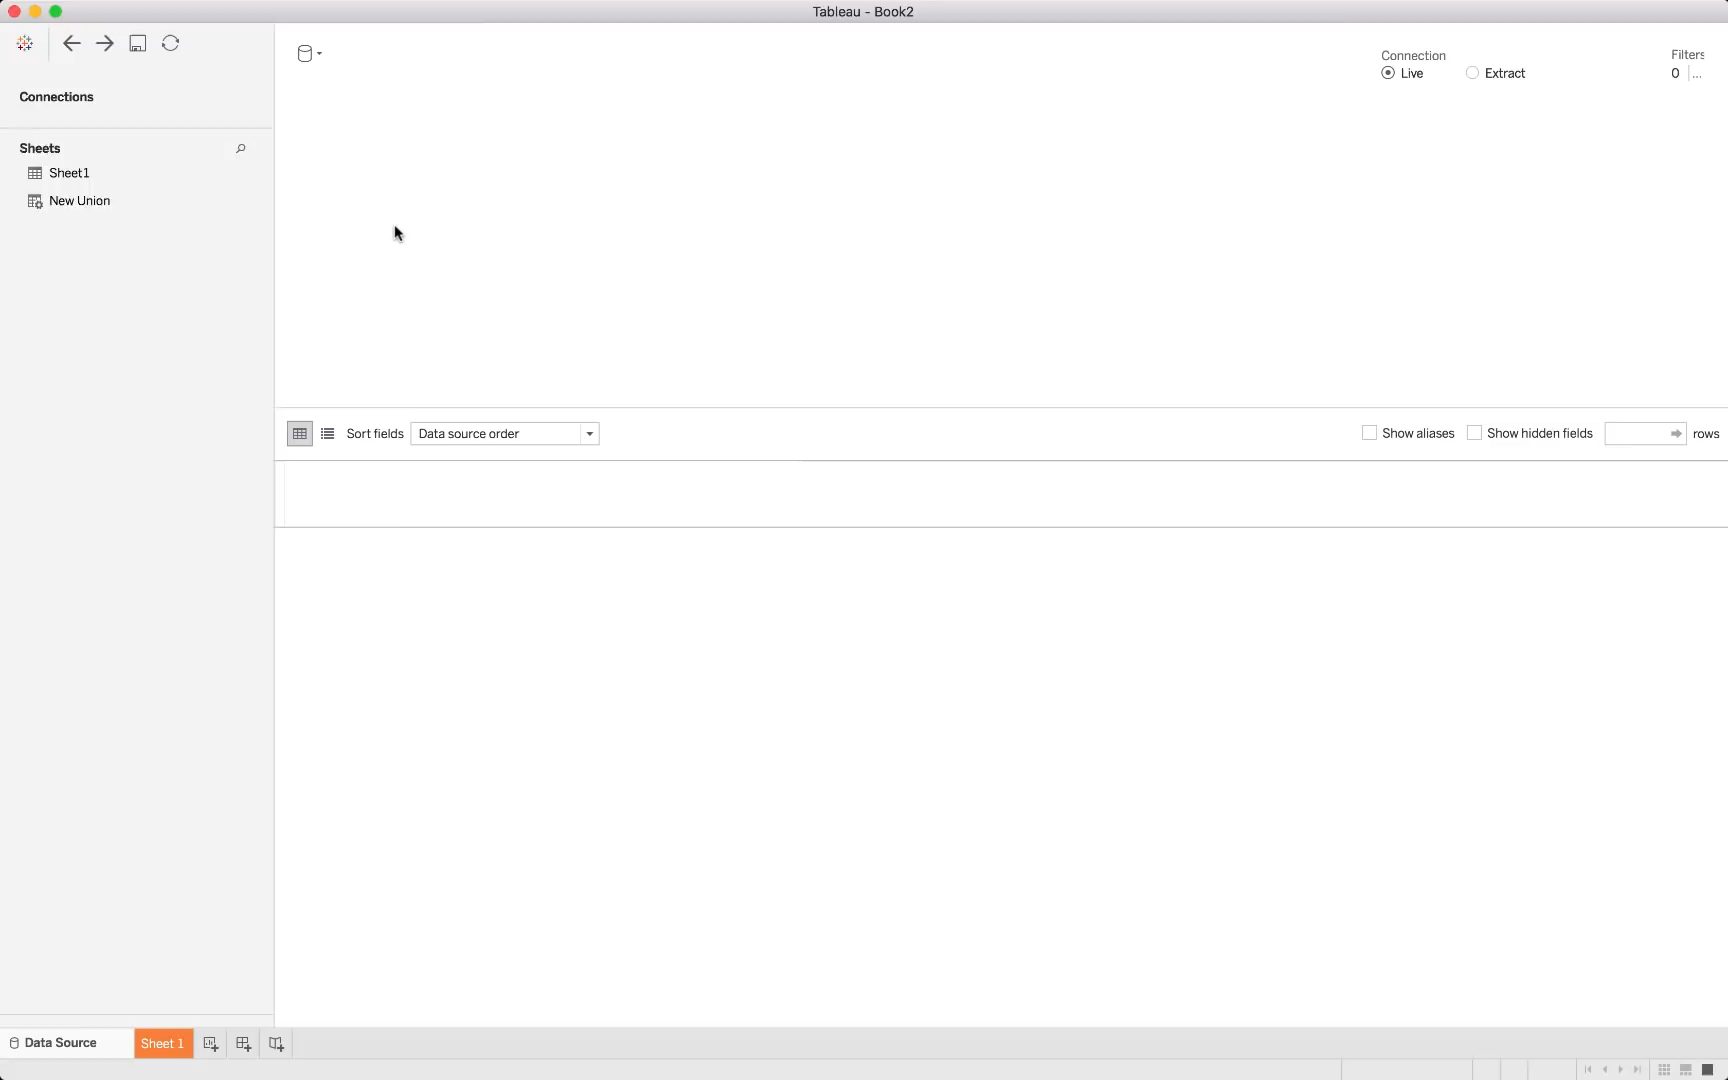 Tableau - Book2
Connections
Connection
Live
Extract
Filters
0
...
Sheets
Sheet1
New Union
Sort fields
Data source order
Show aliases
Show hidden fields
rows
Data Source
Sheet 1